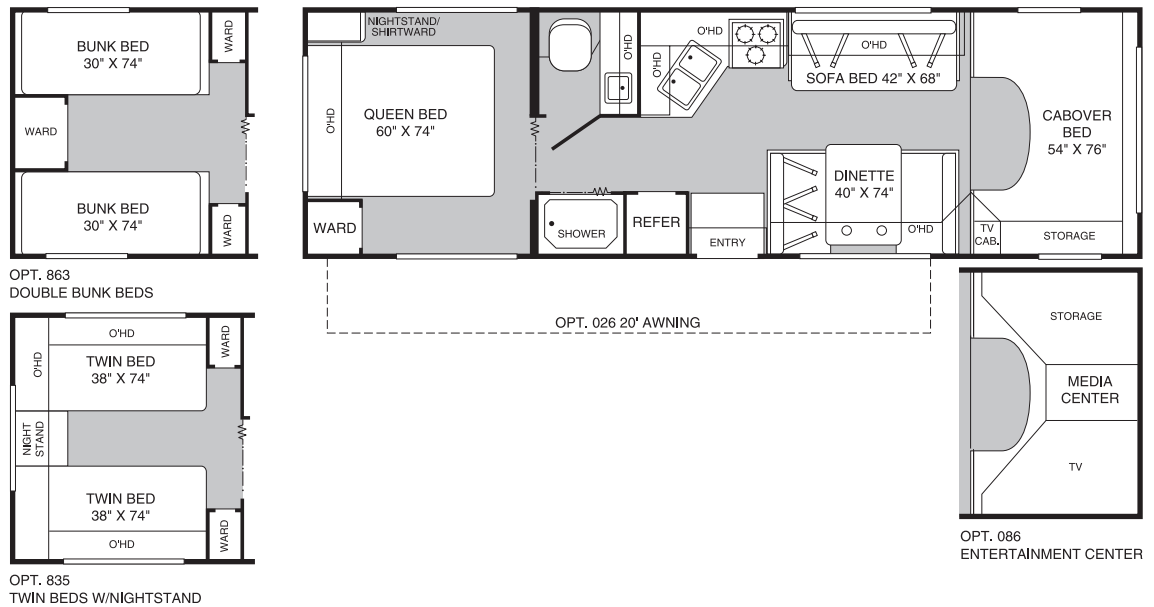 BUNK BED
30" X 74"
WARD
WARD
BUNK BED
30" X 74"
WARD
OPT. 863
DOUBLE BUNK BEDS
O'HD
WARD
O'HD
TWIN BED
38" X 74"
NIGHT
STAND
TWIN BED
38" X 74"
O'HD
WARD
OPT. 835
TWIN BEDS W/NIGHTSTAND
NIGHTSTAND/
SHIRTWARD
O'HD
QUEEN BED
60" X 74"
WARD
O'HD
O'HD
O'HD
O'HD
SOFA BED 42" X 68"
SHOWER
REFER
ENTRY
DINETTE
40" X 74"
O'HD
CABOVER
BED
54" X 76"
TV
CAB.
STORAGE
OPT. 026 20' AWNING
STORAGE
MEDIA
CENTER
TV
OPT. 086
ENTERTAINMENT CENTER